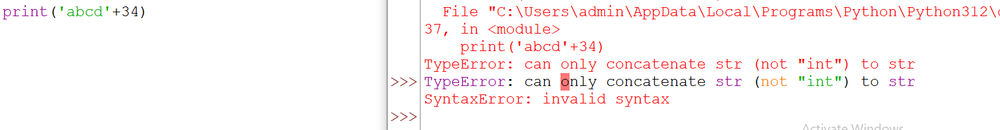 print('abcd'+34)
File "C:\Users\admin\AppData\Local\Programs\Python\Python312\
37, in <module>
print('abcd'+34)
TypeError: can only concatenate str (not "int") to str
>>> TypeError: can only concatenate str (not "int") to str
SyntaxError: invalid syntax
>>>
Activate Windows